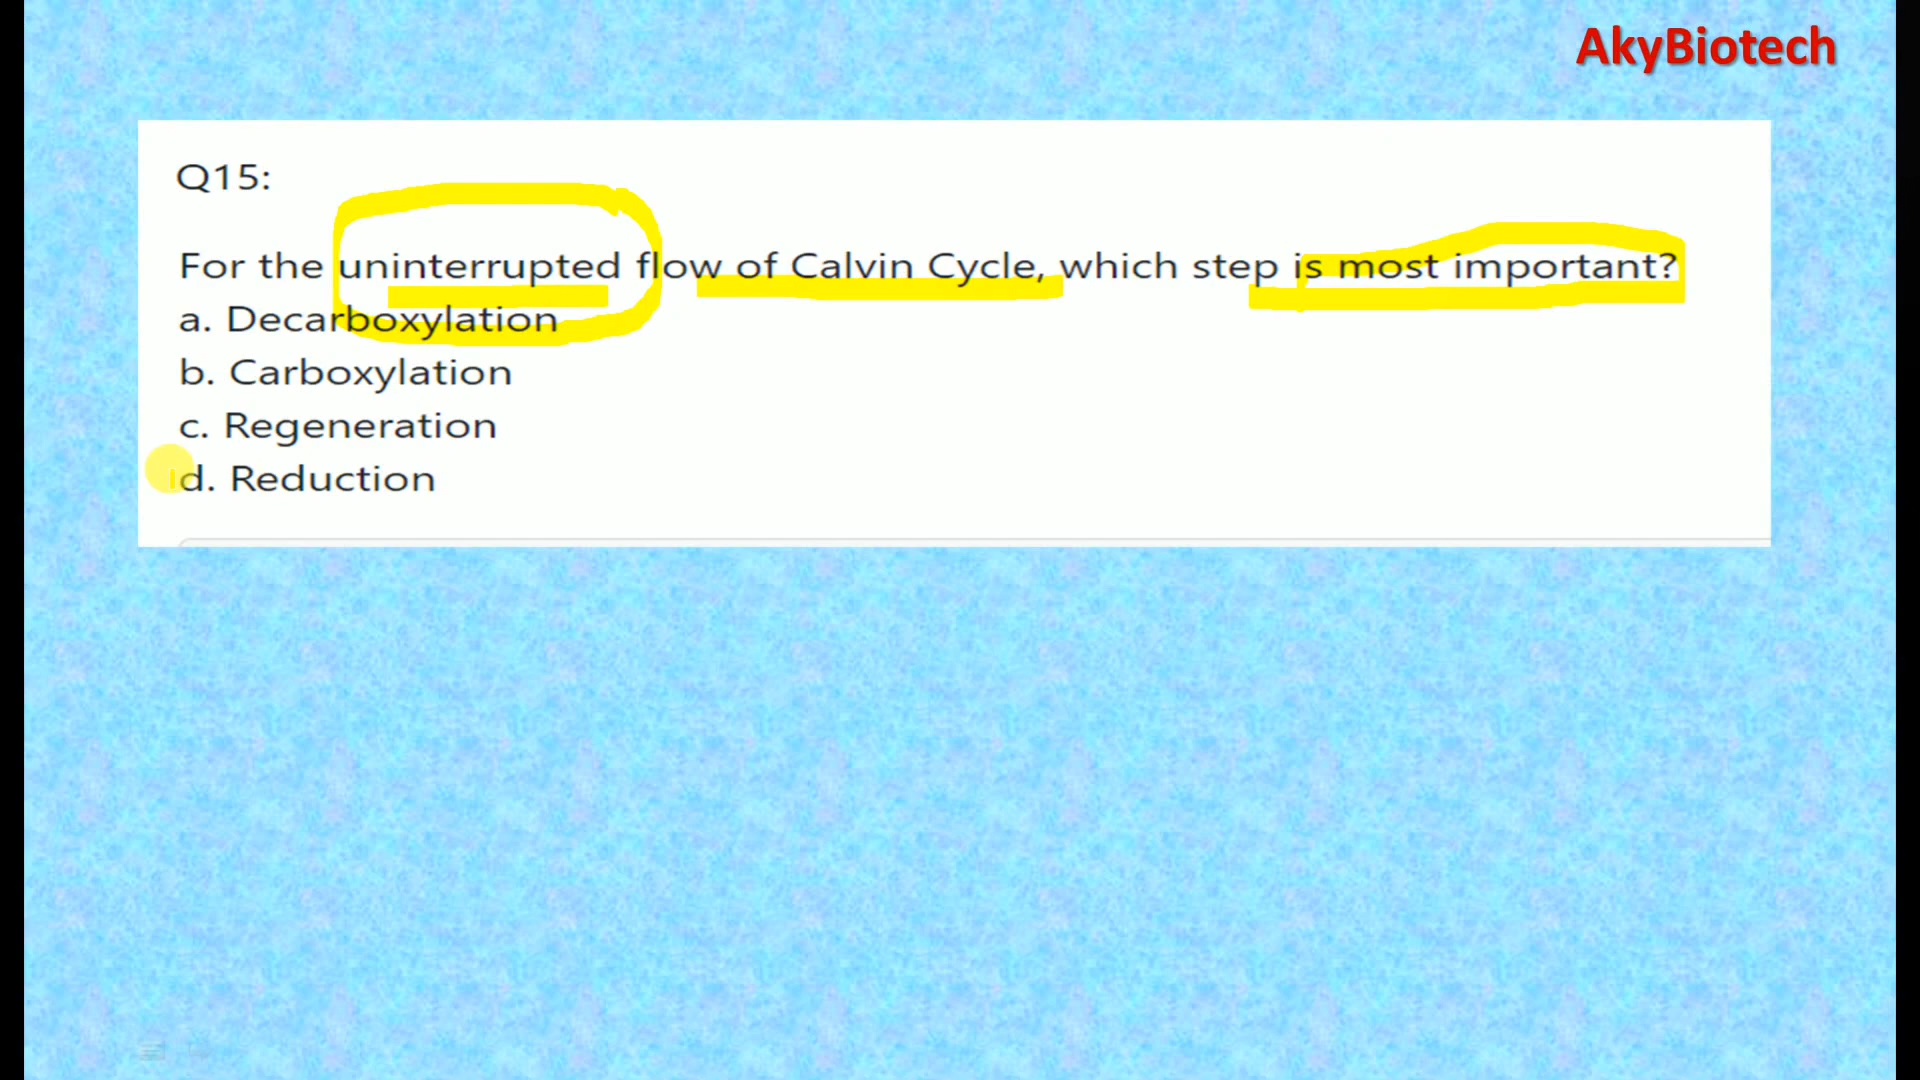 AkyBiotech
Q15:
For the uninterrupted flow of Calvin Cycle, which step is most important?
a. Decarboxylation
b. Carboxylation
c. Regeneration
d. Reduction